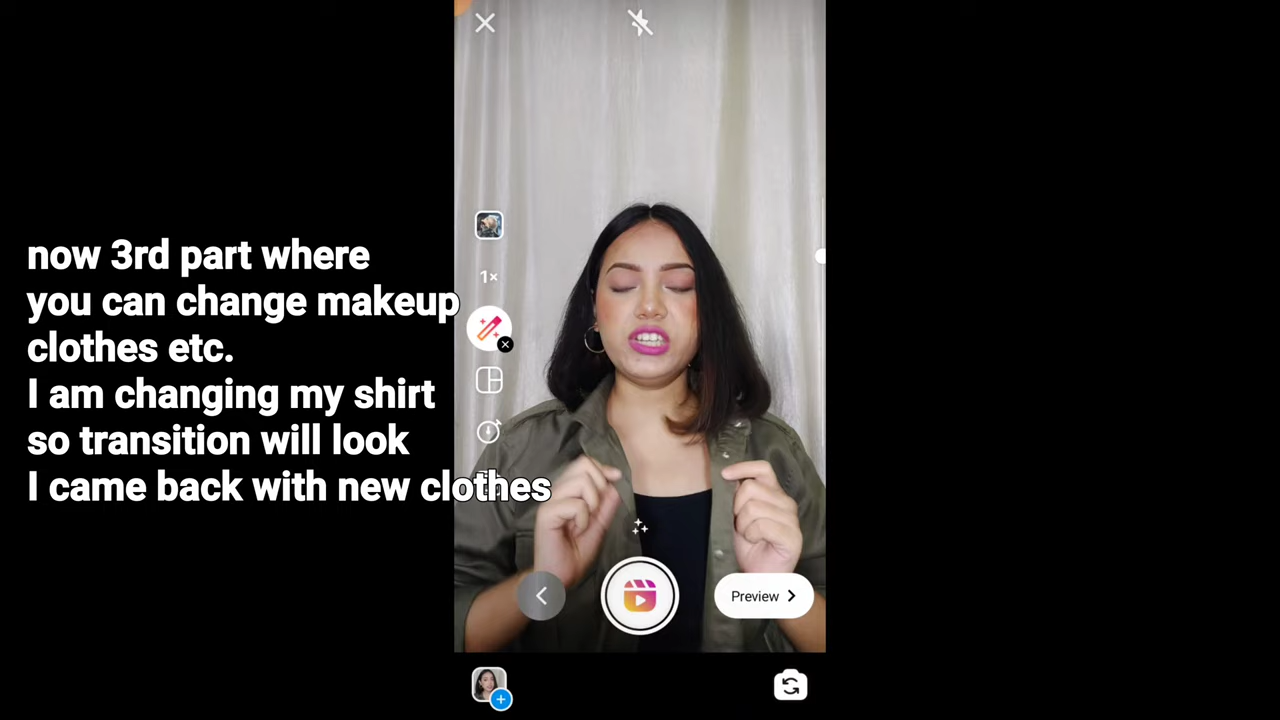 now 3rd part where
you can change makeup
clothes etc.
I am changing my shirt
so transition will look
I came back with new clothes
1×
Preview